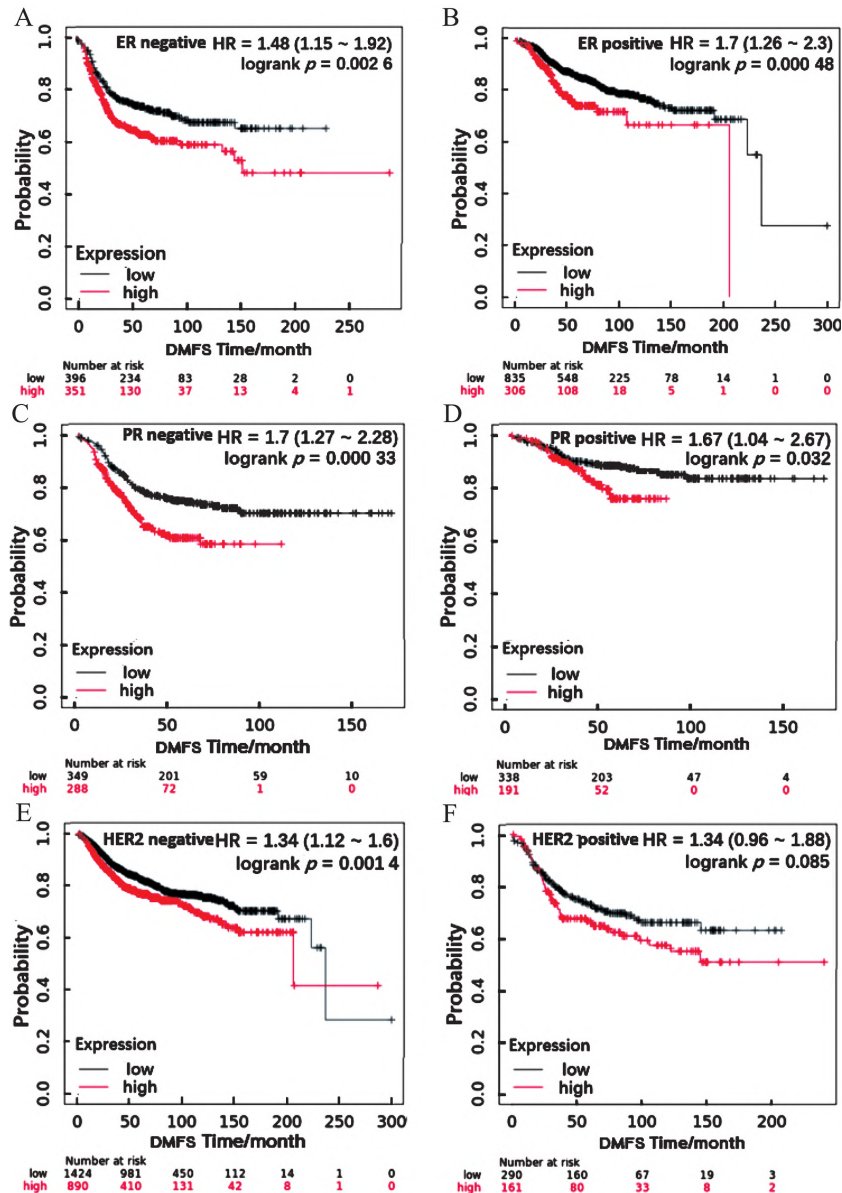 A
ER negative HR = 1.48 (1.15 ~ 1.92)
logrank p = 0.002 6
Probability
1.0
0.8
0.6
0.4
0.2
0.0
Expression
low
high
0 50 100 150 200 250
DMFS Time/month
Number at risk
low 396 234 83 28 2 0
high 351 130 37 13 4 1
B
ER positive HR = 1.7 (1.26 ~ 2.3)
logrank p = 0.000 48
Probability
1.0
0.8
0.6
0.4
0.2
0.0
Expression
low
high
0 50 100 150 200 250 300
DMFS Time/month
Number at risk
low 835 548 225 78 14 1 0
high 306 108 18 5 1 0 0
C
PR negative HR = 1.7 (1.27 ~ 2.28)
logrank p = 0.000 33
Probability
1.0
0.8
0.6
0.4
0.2
0.0
Expression
low
high
0 50 100 150
DMFS Time/month
Number at risk
low 349 201 59 10
high 288 72 1 0
D
PR positive HR = 1.67 (1.04 ~ 2.67)
logrank p = 0.032
Probability
1.0
0.8
0.6
0.4
0.2
0.0
Expression
low
high
0 50 100 150
DMFS Time/month
Number at risk
low 338 203 47 4
high 191 52 0 0
E
HER2 negative HR = 1.34 (1.12 ~ 1.6)
logrank p = 0.001 4
Probability
1.0
0.8
0.6
0.4
0.2
0.0
Expression
low
high
0 50 100 150 200 250 300
DMFS Time/month
Number at risk
low 1424 981 450 112 14 1 0
high 890 410 131 42 8 1 0
F
HER2 positive HR = 1.34 (0.96 ~ 1.88)
logrank p = 0.085
Probability
1.0
0.8
0.6
0.4
0.2
0.0
Expression
low
high
0 50 100 150 200
DMFS Time/month
Number at risk
low 290 160 67 19 3
high 161 80 33 8 2